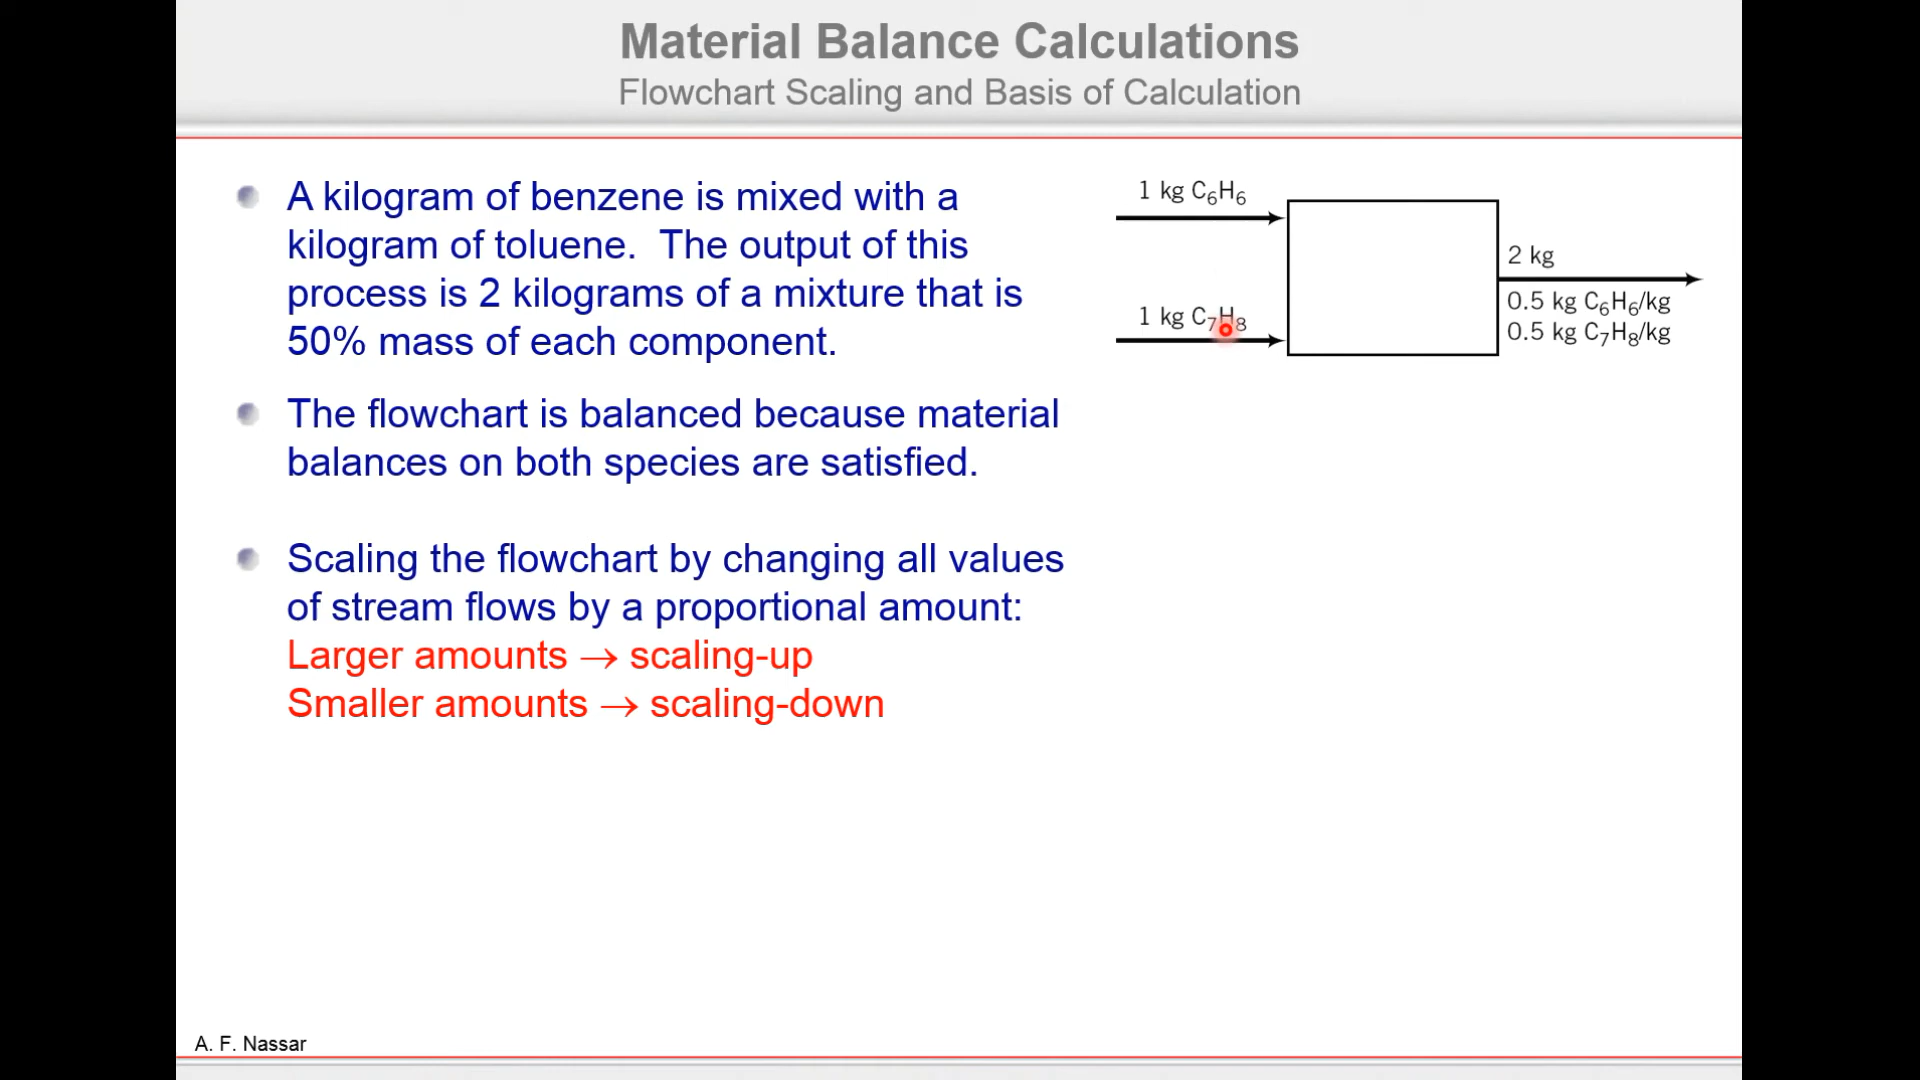 Material Balance Calculations
Flowchart Scaling and Basis of Calculation
A kilogram of benzene is mixed with a
kilogram of toluene.  The output of this
process is 2 kilograms of a mixture that is
50% mass of each component.
The flowchart is balanced because material
balances on both species are satisfied.
Scaling the flowchart by changing all values
of stream flows by a proportional amount:
Larger amounts → scaling-up
Smaller amounts → scaling-down
1 kg C₆H₆
1 kg C₇H₈
2 kg
0.5 kg C₆H₆/kg
0.5 kg C₇H₈/kg
A. F. Nassar